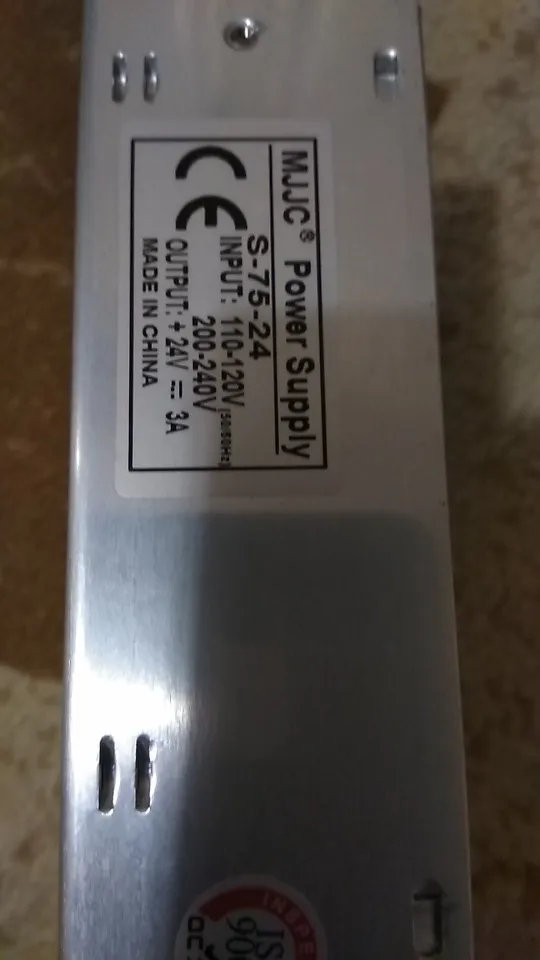 MJJC® Power Supply
S-75-24
CE
INPUT: 110-120V (50/60Hz)
200-240V
OUTPUT: + 24V ⎓ 3A
MADE IN CHINA